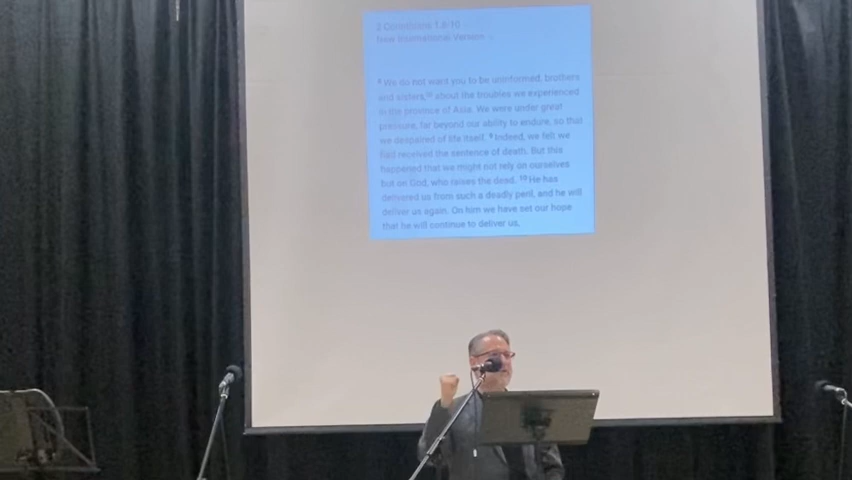 2 Corinthians 1:8-10
New International Version
⁸ We do not want you to be uninformed, brothers
and sisters, about the troubles we experienced
in the province of Asia. We were under great
pressure, far beyond our ability to endure, so that
we despaired of life itself. ⁹ Indeed, we felt we
had received the sentence of death. But this
happened that we might not rely on ourselves
but on God, who raises the dead. ¹⁰ He has
delivered us from such a deadly peril, and he will
deliver us again. On him we have set our hope
that he will continue to deliver us,